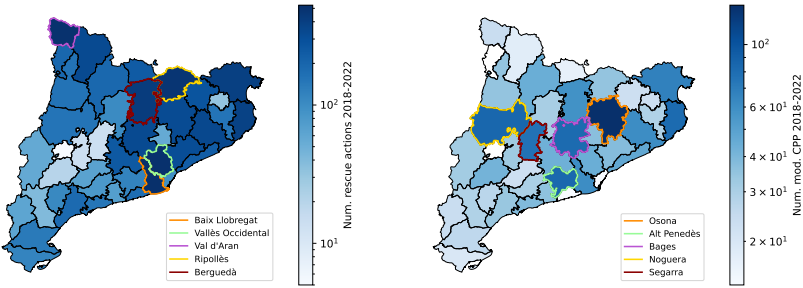 10²
10¹
Num. rescue actions 2018-2022
Baix Llobregat
Vallès Occidental
Val d'Aran
Ripollès
Berguedà
10²
6 × 10¹
4 × 10¹
3 × 10¹
2 × 10¹
Num. mod. CPP 2018-2022
Osona
Alt Penedès
Bages
Noguera
Segarra